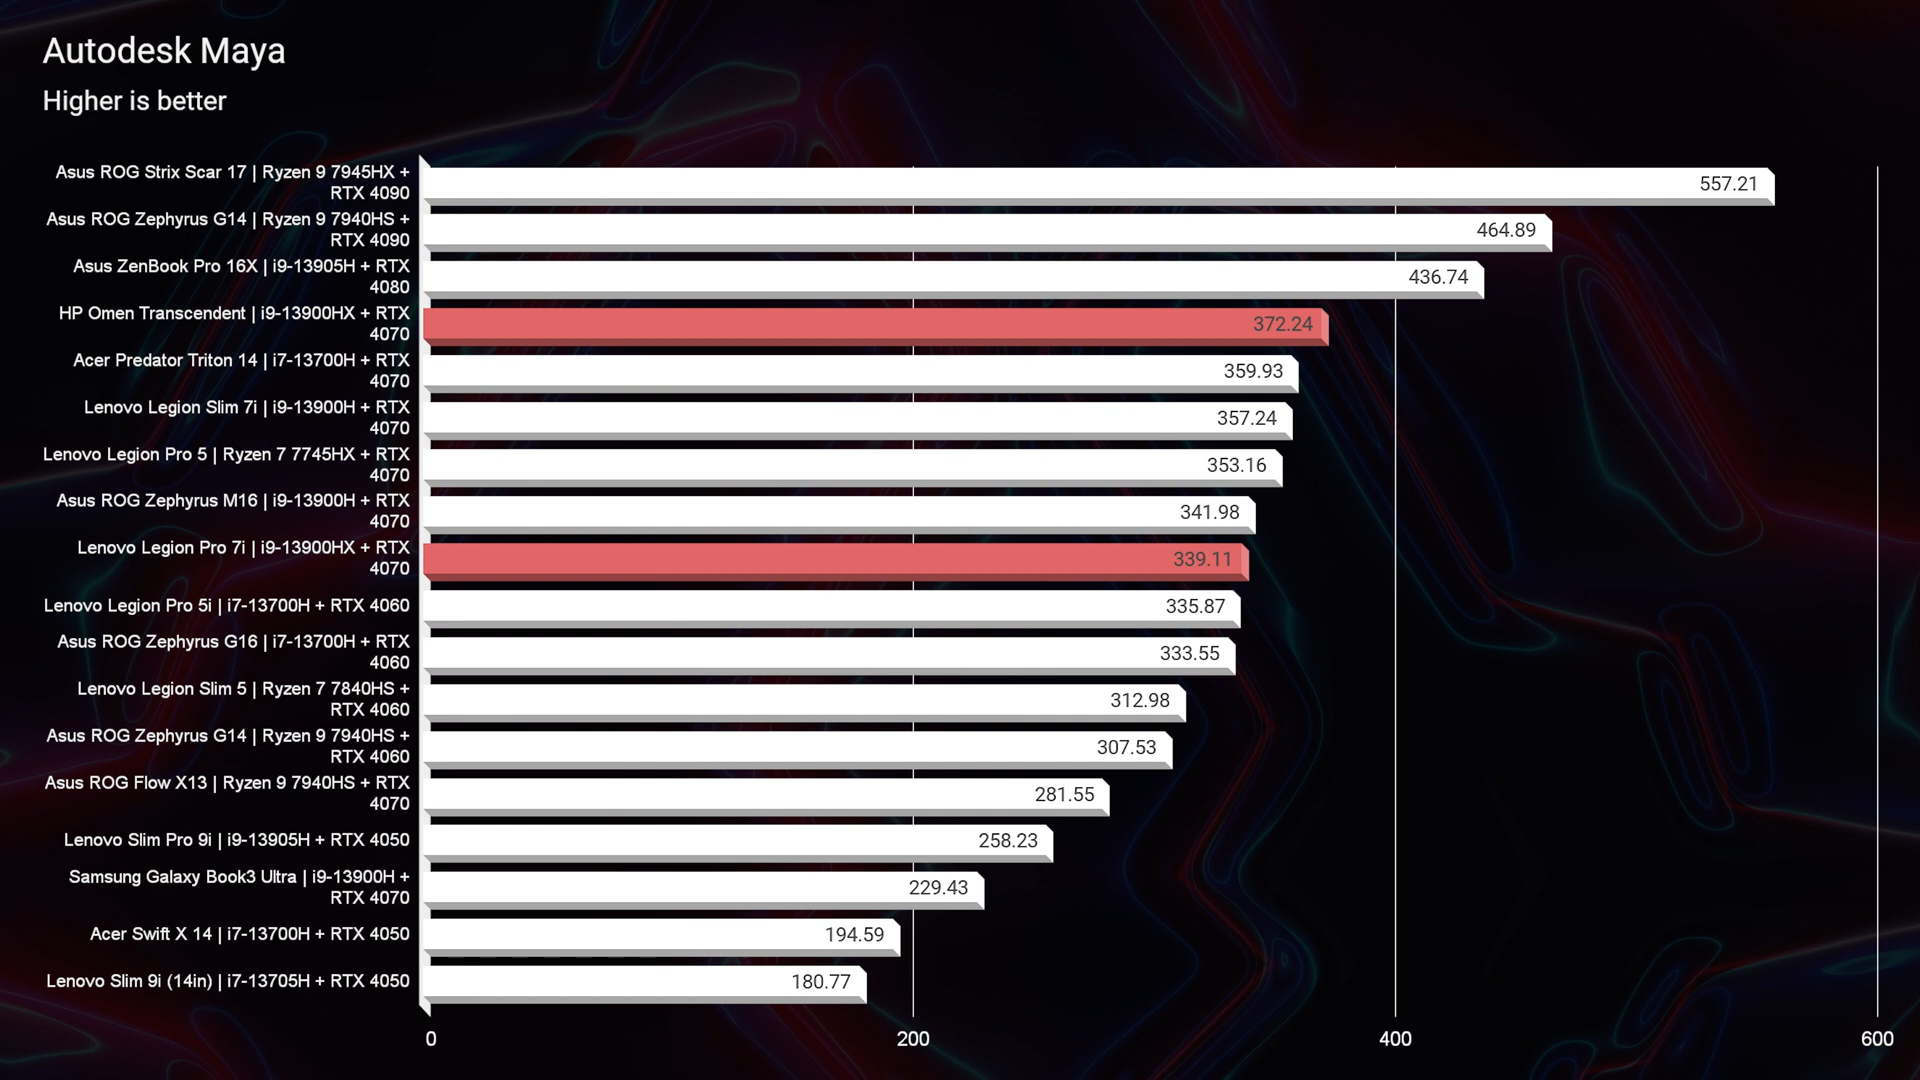 Autodesk Maya
Higher is better
Asus ROG Strix Scar 17 | Ryzen 9 7945HX +
RTX 4090
557.21
Asus ROG Zephyrus G14 | Ryzen 9 7940HS +
RTX 4090
464.89
Asus ZenBook Pro 16X | i9-13905H + RTX
4080
436.74
HP Omen Transcendent | i9-13900HX + RTX
4070
372.24
Acer Predator Triton 14 | i7-13700H + RTX
4070
359.93
Lenovo Legion Slim 7i | i9-13900H + RTX
4070
357.24
Lenovo Legion Pro 5 | Ryzen 7 7745HX + RTX
4070
353.16
Asus ROG Zephyrus M16 | i9-13900H + RTX
4070
341.98
Lenovo Legion Pro 7i | i9-13900HX + RTX
4070
339.11
Lenovo Legion Pro 5i | i7-13700H + RTX 4060
335.87
Asus ROG Zephyrus G16 | i7-13700H + RTX
4060
333.55
Lenovo Legion Slim 5 | Ryzen 7 7840HS +
RTX 4060
312.98
Asus ROG Zephyrus G14 | Ryzen 9 7940HS +
RTX 4060
307.53
Asus ROG Flow X13 | Ryzen 9 7940HS + RTX
4070
281.55
Lenovo Slim Pro 9i | i9-13905H + RTX 4050
258.23
Samsung Galaxy Book3 Ultra | i9-13900H +
RTX 4070
229.43
Acer Swift X 14 | i7-13700H + RTX 4050
194.59
Lenovo Slim 9i (14in) | i7-13705H + RTX 4050
180.77
0 200 400 600